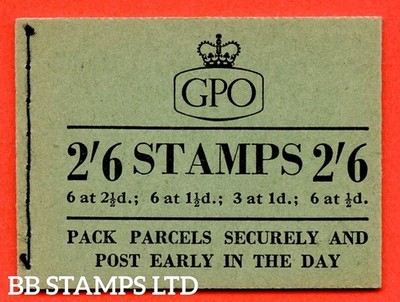 GPO
2'6 STAMPS 2'6
6 at 2½d.; 6 at 1½d.; 3 at 1d.; 6 at ½d.
PACK PARCELS SECURELY AND
POST EARLY IN THE DAY
BB STAMPS LTD